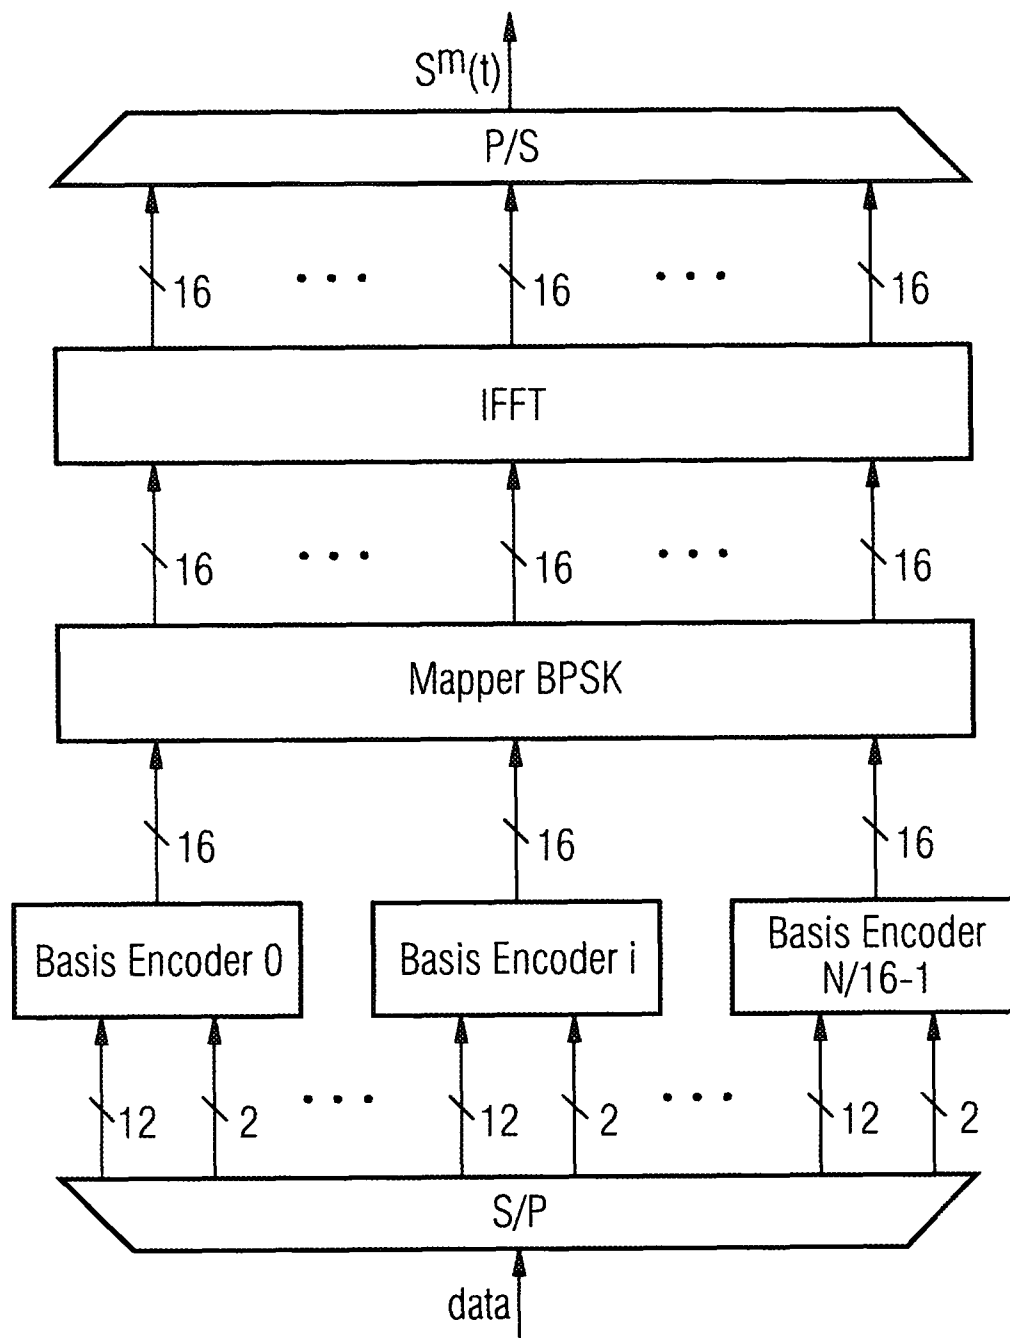 S^m(t)
P/S
16 ... 16 ... 16
IFFT
16 ... 16 ... 16
Mapper BPSK
16 16 16
Basis Encoder 0
Basis Encoder i
Basis Encoder
N/16-1
12 2 ... 12 2 ... 12 2
S/P
data